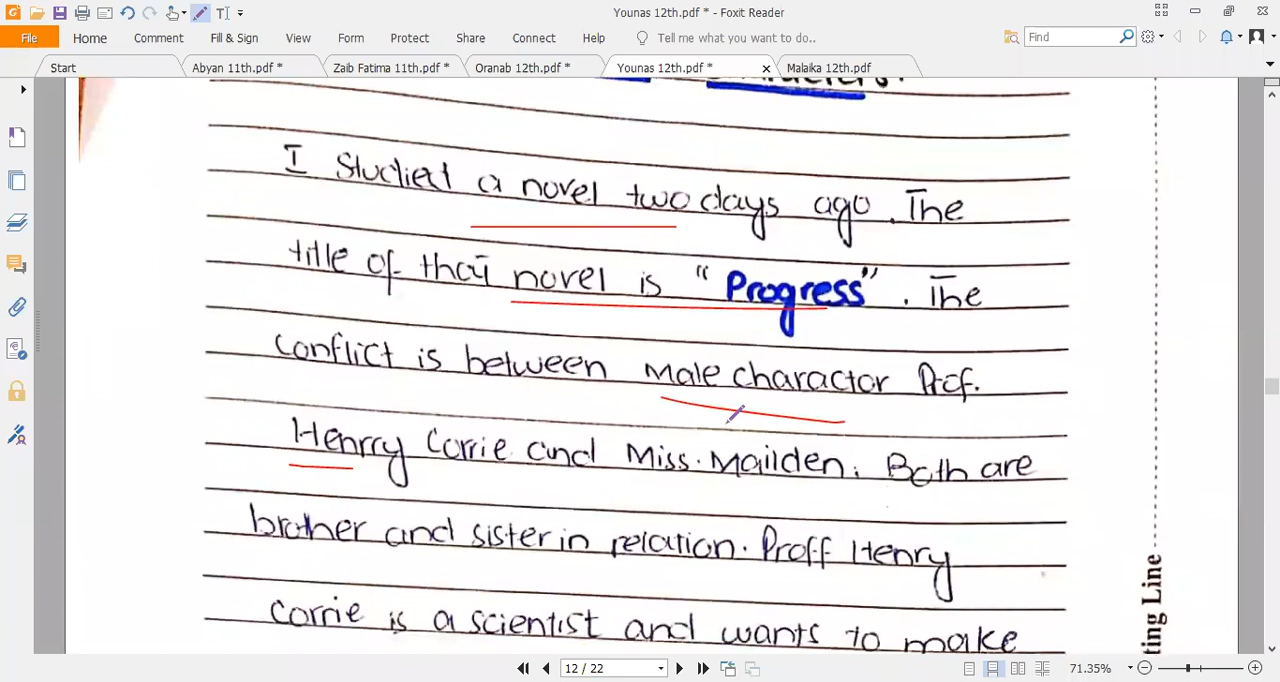 Younas 12th.pdf * - Foxit Reader
File Home Comment Fill & Sign View Form Protect Share Connect Help Tell me what you want to do.. Find
Start Abyan 11th.pdf * Zaib Fatima 11th.pdf * Oranab 12th.pdf * Younas 12th.pdf * Malaika 12th.pdf
I Studied a novel two days ago. The
title of that novel is "Progress". The
conflict is between male charactor Prof.
Henrry Corrie and Miss. Mailden. Both are
brother and sister in relation. Proff Henry
Corrie is a scientist and wants to make
ting Line
12 / 22 71.35%